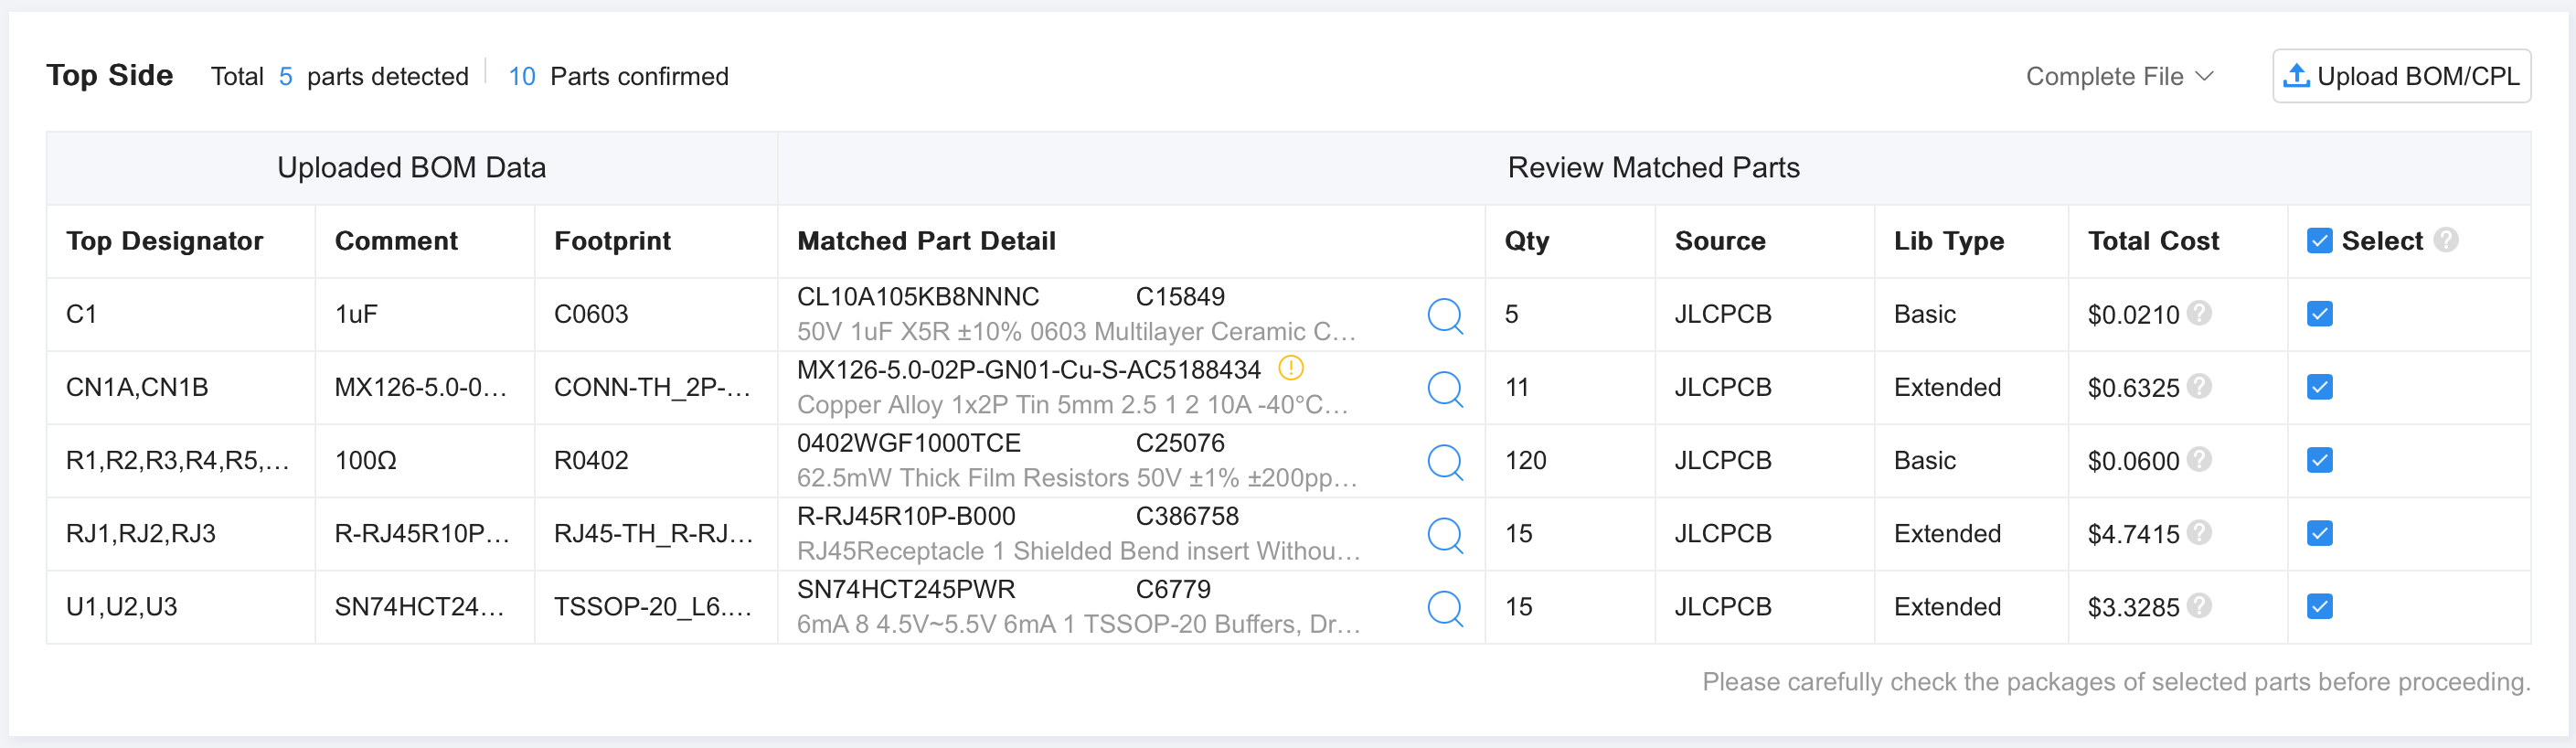 Top Side Total 5 parts detected 10 Parts confirmed Complete File Upload BOM/CPL
Uploaded BOM Data Review Matched Parts
Top Designator Comment Footprint Matched Part Detail Qty Source Lib Type Total Cost Select ?
C1 1uF C0603 CL10A105KB8NNNC C15849 5 JLCPCB Basic $0.0210 ?
50V 1uF X5R ±10% 0603 Multilayer Ceramic C...
CN1A,CN1B MX126-5.0-0... CONN-TH_2P-... MX126-5.0-02P-GN01-Cu-S-AC5188434 ! 11 JLCPCB Extended $0.6325 ?
Copper Alloy 1x2P Tin 5mm 2.5 1 2 10A -40°C...
R1,R2,R3,R4,R5,... 100Ω R0402 0402WGF1000TCE C25076 120 JLCPCB Basic $0.0600 ?
62.5mW Thick Film Resistors 50V ±1% ±200pp...
RJ1,RJ2,RJ3 R-RJ45R10P... RJ45-TH_R-RJ... R-RJ45R10P-B000 C386758 15 JLCPCB Extended $4.7415 ?
RJ45Receptacle 1 Shielded Bend insert Withou...
U1,U2,U3 SN74HCT24... TSSOP-20_L6.... SN74HCT245PWR C6779 15 JLCPCB Extended $3.3285 ?
6mA 8 4.5V~5.5V 6mA 1 TSSOP-20 Buffers, Dr...
Please carefully check the packages of selected parts before proceeding.